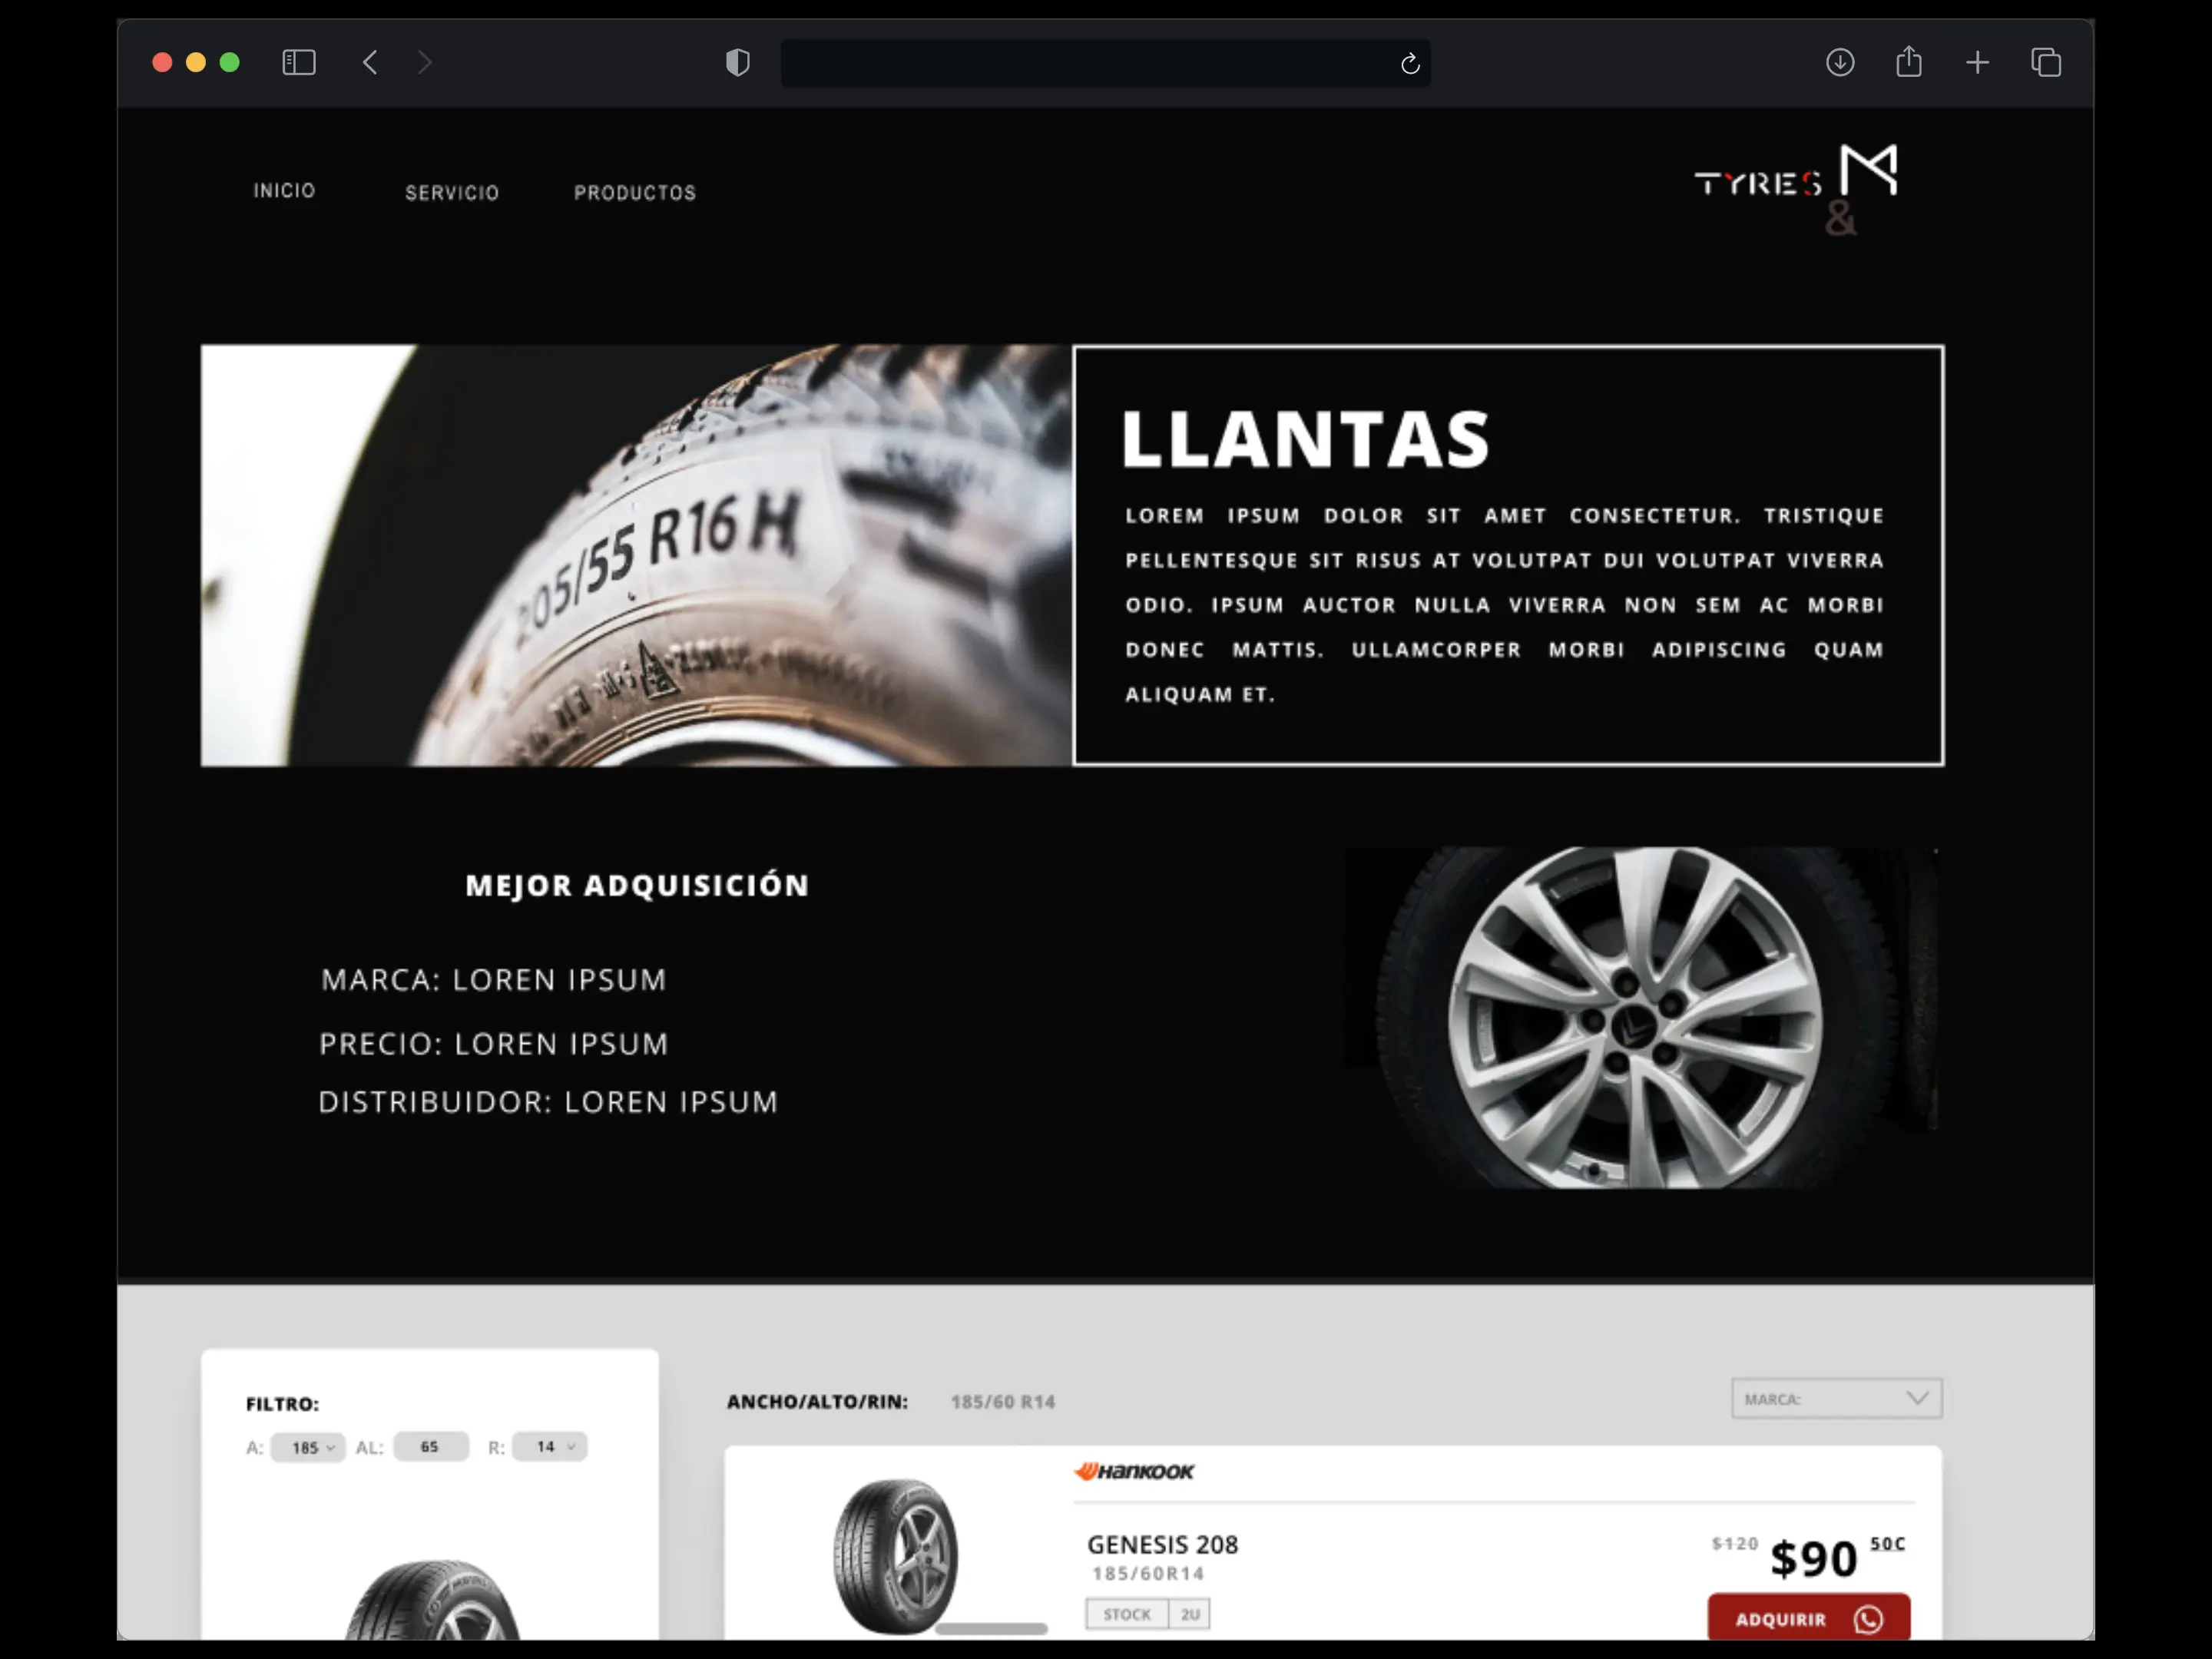 INICIO SERVICIO PRODUCTOS
TYRES M
&
205/55 R16 H
LLANTAS
LOREM IPSUM DOLOR SIT AMET CONSECTETUR. TRISTIQUE
PELLENTESQUE SIT RISUS AT VOLUTPAT DUI VOLUTPAT VIVERRA
ODIO. IPSUM AUCTOR NULLA VIVERRA NON SEM AC MORBI
DONEC MATTIS. ULLAMCORPER MORBI ADIPISCING QUAM
ALIQUAM ET.
MEJOR ADQUISICIÓN
MARCA: LOREN IPSUM
PRECIO: LOREN IPSUM
DISTRIBUIDOR: LOREN IPSUM
FILTRO:
A: 185 AL: 65 R: 14
ANCHO/ALTO/RIN: 185/60 R14
MARCA:
HANKOOK
GENESIS 208
185/60R14
STOCK 2U
$120 $90 50C
ADQUIRIR